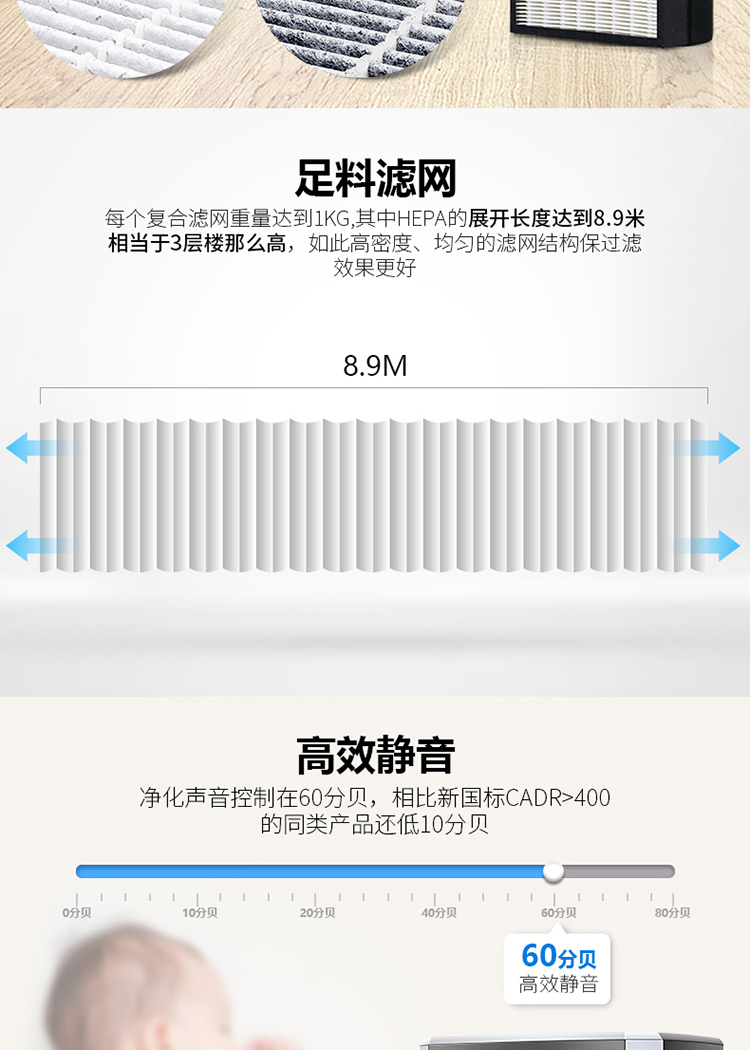 足料滤网
每个复合滤网重量达到1KG,其中HEPA的展开长度达到8.9米
相当于3层楼那么高，如此高密度、均匀的滤网结构保过滤
效果更好
8.9M
高效静音
净化声音控制在60分贝，相比新国标CADR>400
的同类产品还低10分贝
0分贝 10分贝 20分贝 40分贝 60分贝 80分贝
60分贝
高效静音